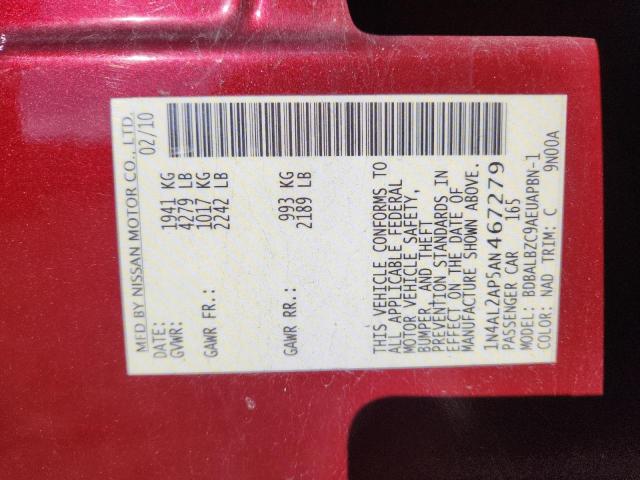 MFD BY NISSAN MOTOR CO., LTD.
DATE: 02/10
GVWR: 1941 KG
4279 LB
GAWR FR.: 1017 KG
2242 LB
GAWR RR.: 993 KG
2189 LB
THIS VEHICLE CONFORMS TO
ALL APPLICABLE FEDERAL
MOTOR VEHICLE SAFETY,
BUMPER, AND THEFT
PREVENTION STANDARDS IN
EFFECT ON THE DATE OF
MANUFACTURE SHOWN ABOVE.
1N4AL2AP5AN467279
PASSENGER CAR 165
MODEL: BDBALBZC9AEUAPBN-1
COLOR: NAD TRIM: C 9N00A